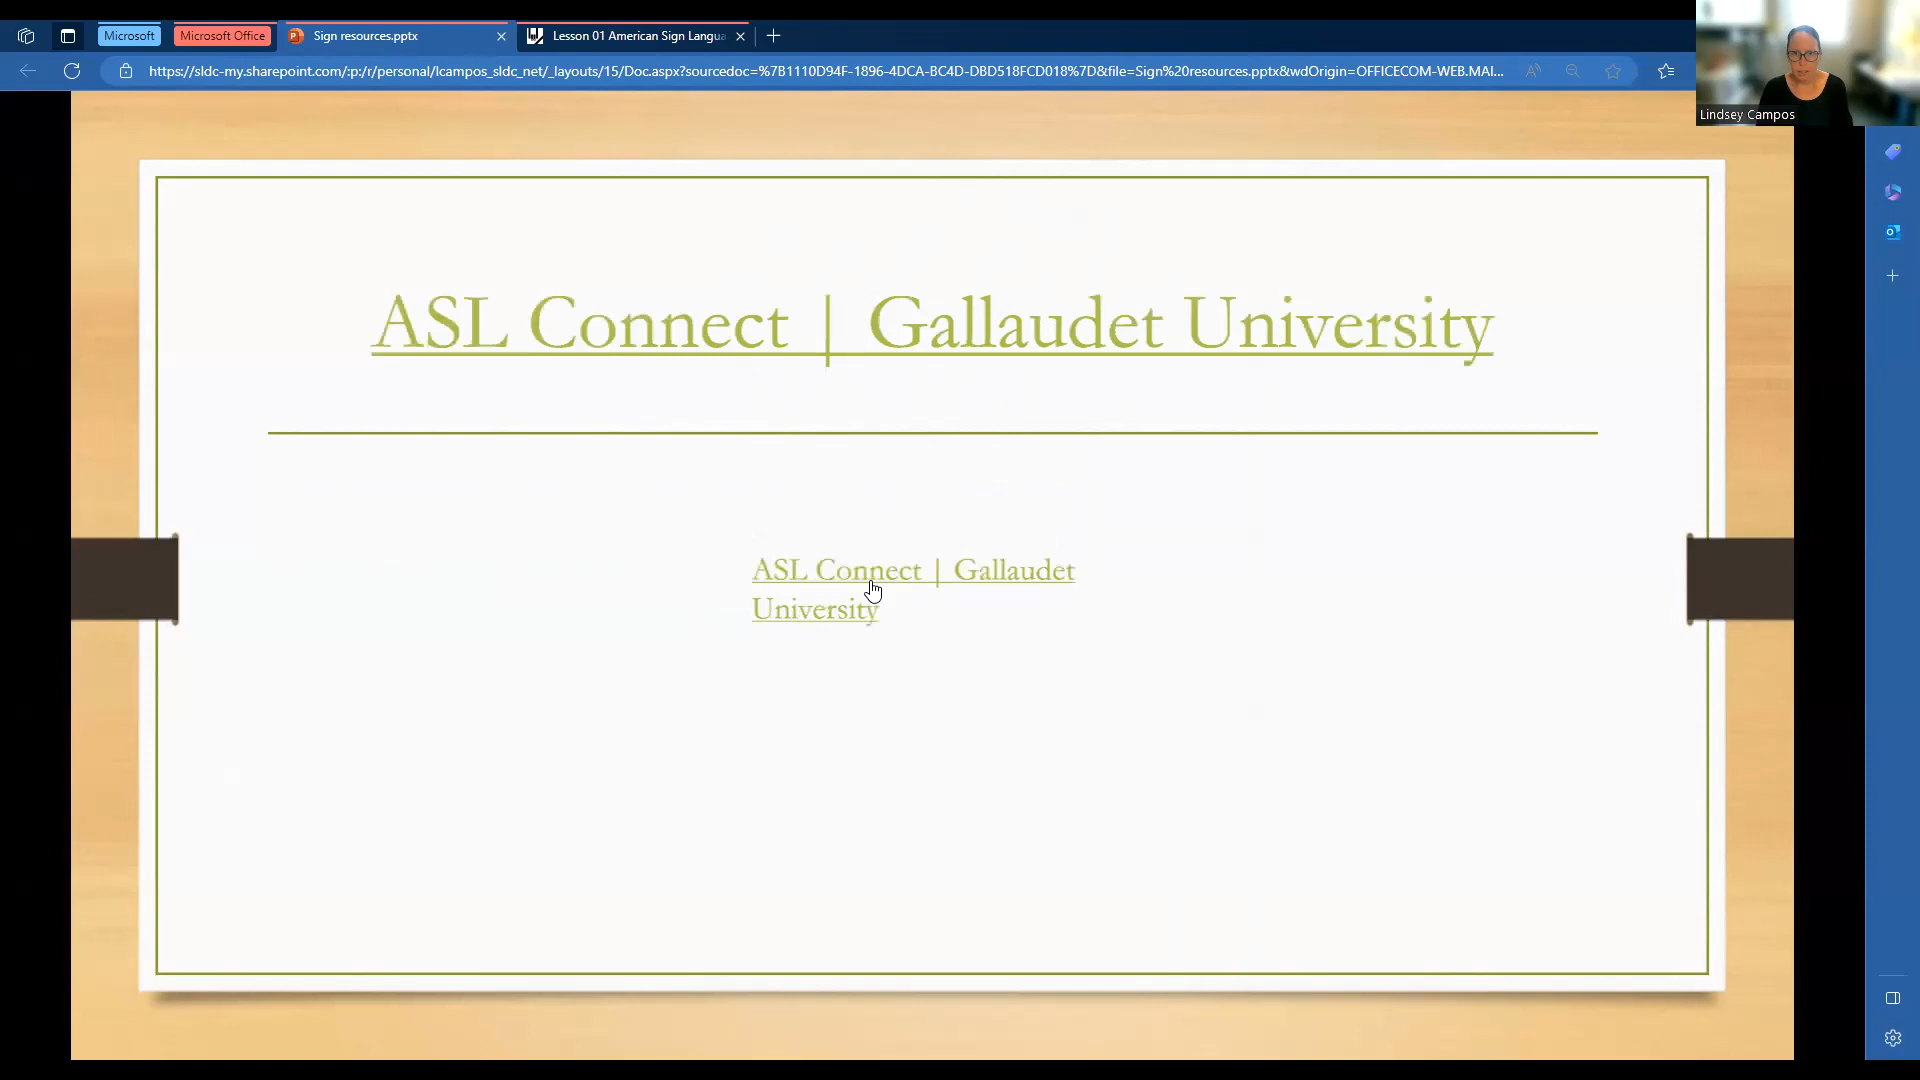 Microsoft
Microsoft Office
Sign resources.pptx
Lesson 01 American Sign Langua
https://sldc-my.sharepoint.com/:p:/r/personal/lcampos_sldc_net/_layouts/15/Doc.aspx?sourcedoc=%7B1110D94F-1896-4DCA-BC4D-DBD518FCD018%7D&file=Sign%20resources.pptx&wdOrigin=OFFICECOM-WEB.MAI...
Lindsey Campos
ASL Connect | Gallaudet University
ASL Connect | Gallaudet
University